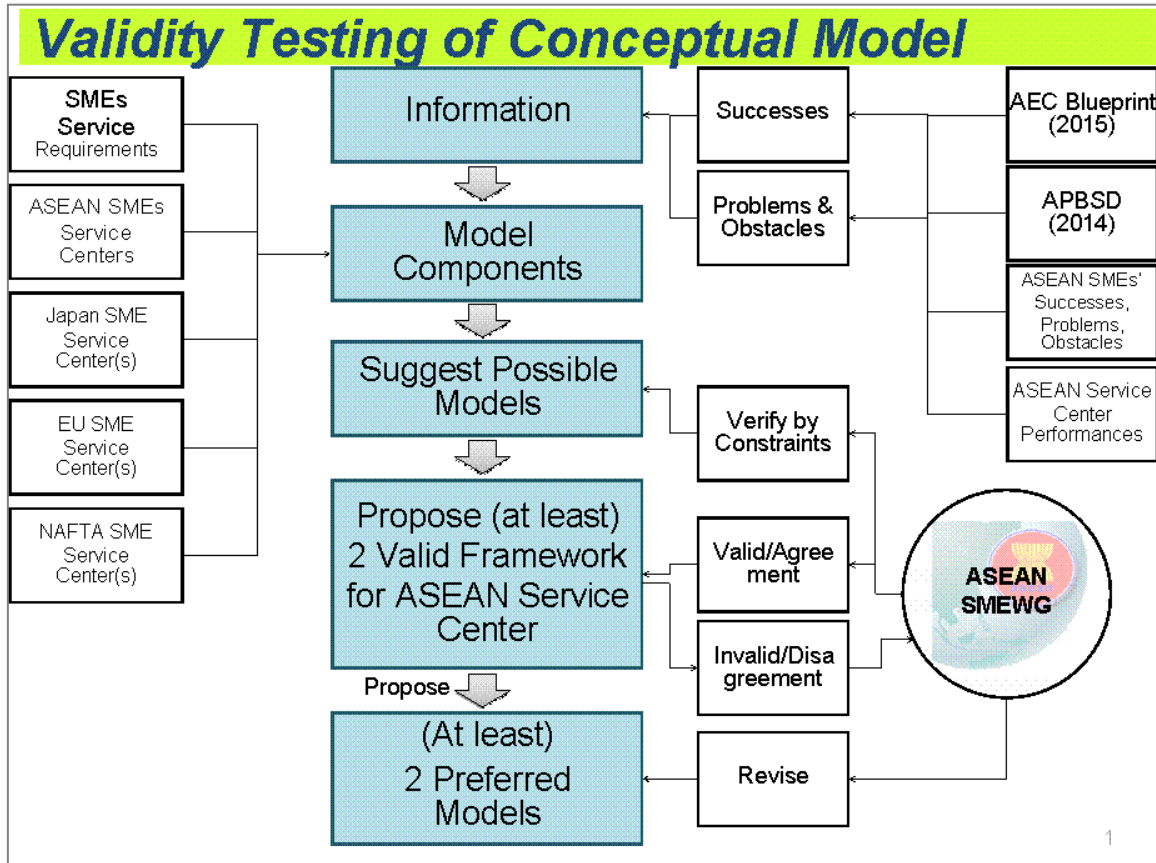 Validity Testing of Conceptual Model
SMEs
Service
Requirements
ASEAN SMEs
Service
Centers
Japan SME
Service
Center(s)
EU SME
Service
Center(s)
NAFTA SME
Service
Center(s)
Information
Model
Components
Suggest Possible
Models
Propose (at least)
2 Valid Framework
for ASEAN Service
Center
Propose
(At least)
2 Preferred
Models
Successes
Problems &
Obstacles
Verify by
Constraints
Valid/Agree
ment
Invalid/Disa
greement
Revise
AEC Blueprint
(2015)
APBSD
(2014)
ASEAN SMEs'
Successes,
Problems,
Obstacles
ASEAN Service
Center
Performances
ASEAN
SMEWG
1